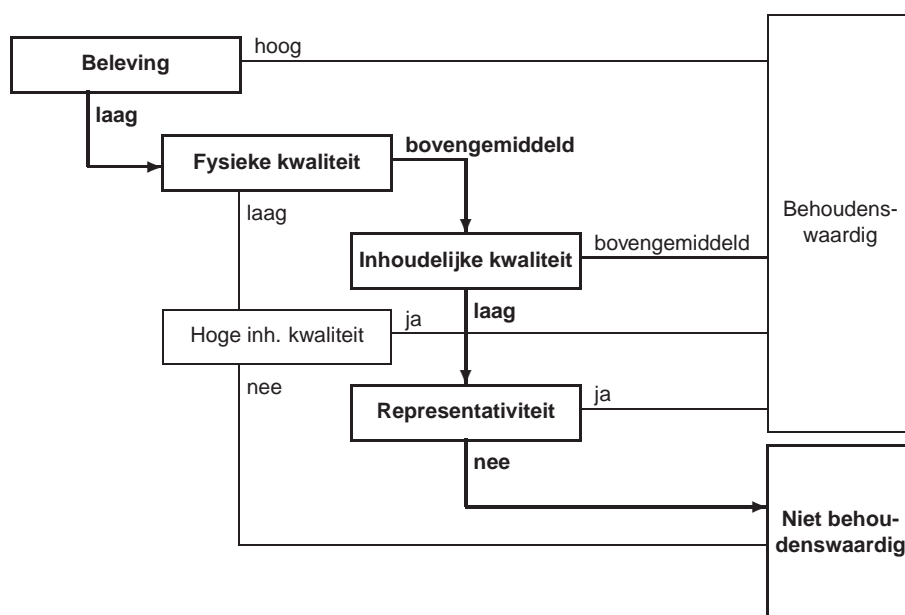 hoog
Beleving
laag
bovengemiddeld
Fysieke kwaliteit
laag
Behoudens-
waardig
bovengemiddeld
Inhoudelijke kwaliteit
laag
ja
Hoge inh. kwaliteit
nee
ja
Representativiteit
nee
Niet behou-
denswaardig